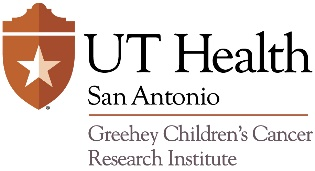 UT Health
San Antonio
Greehey Children's Cancer
Research Institute